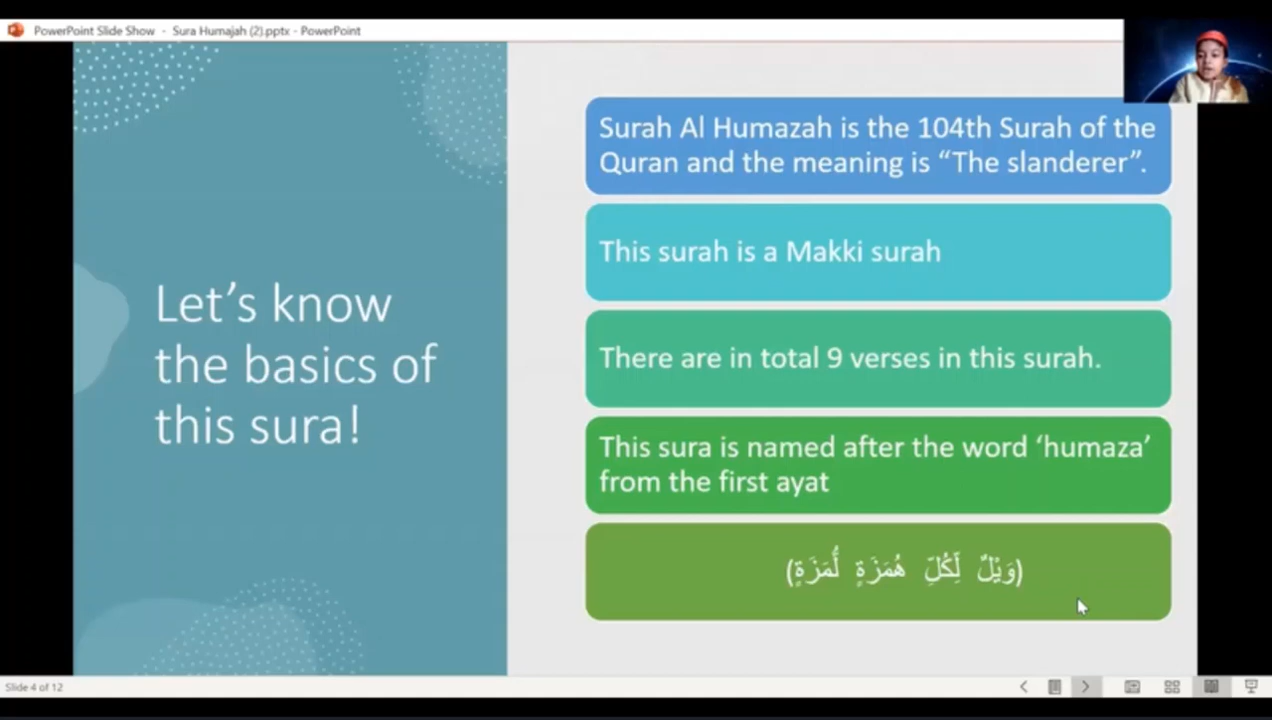 PowerPoint Slide Show - Sura Humajah (2).pptx - PowerPoint
Let's know
the basics of
this sura!
Surah Al Humazah is the 104th Surah of the
Quran and the meaning is “The slanderer”.
This surah is a Makki surah
There are in total 9 verses in this surah.
This sura is named after the word ‘humaza’
from the first ayat
(وَيْلٌ لِّكُلِّ هُمَزَةٍ لُّمَزَةٍ)
Slide 4 of 12